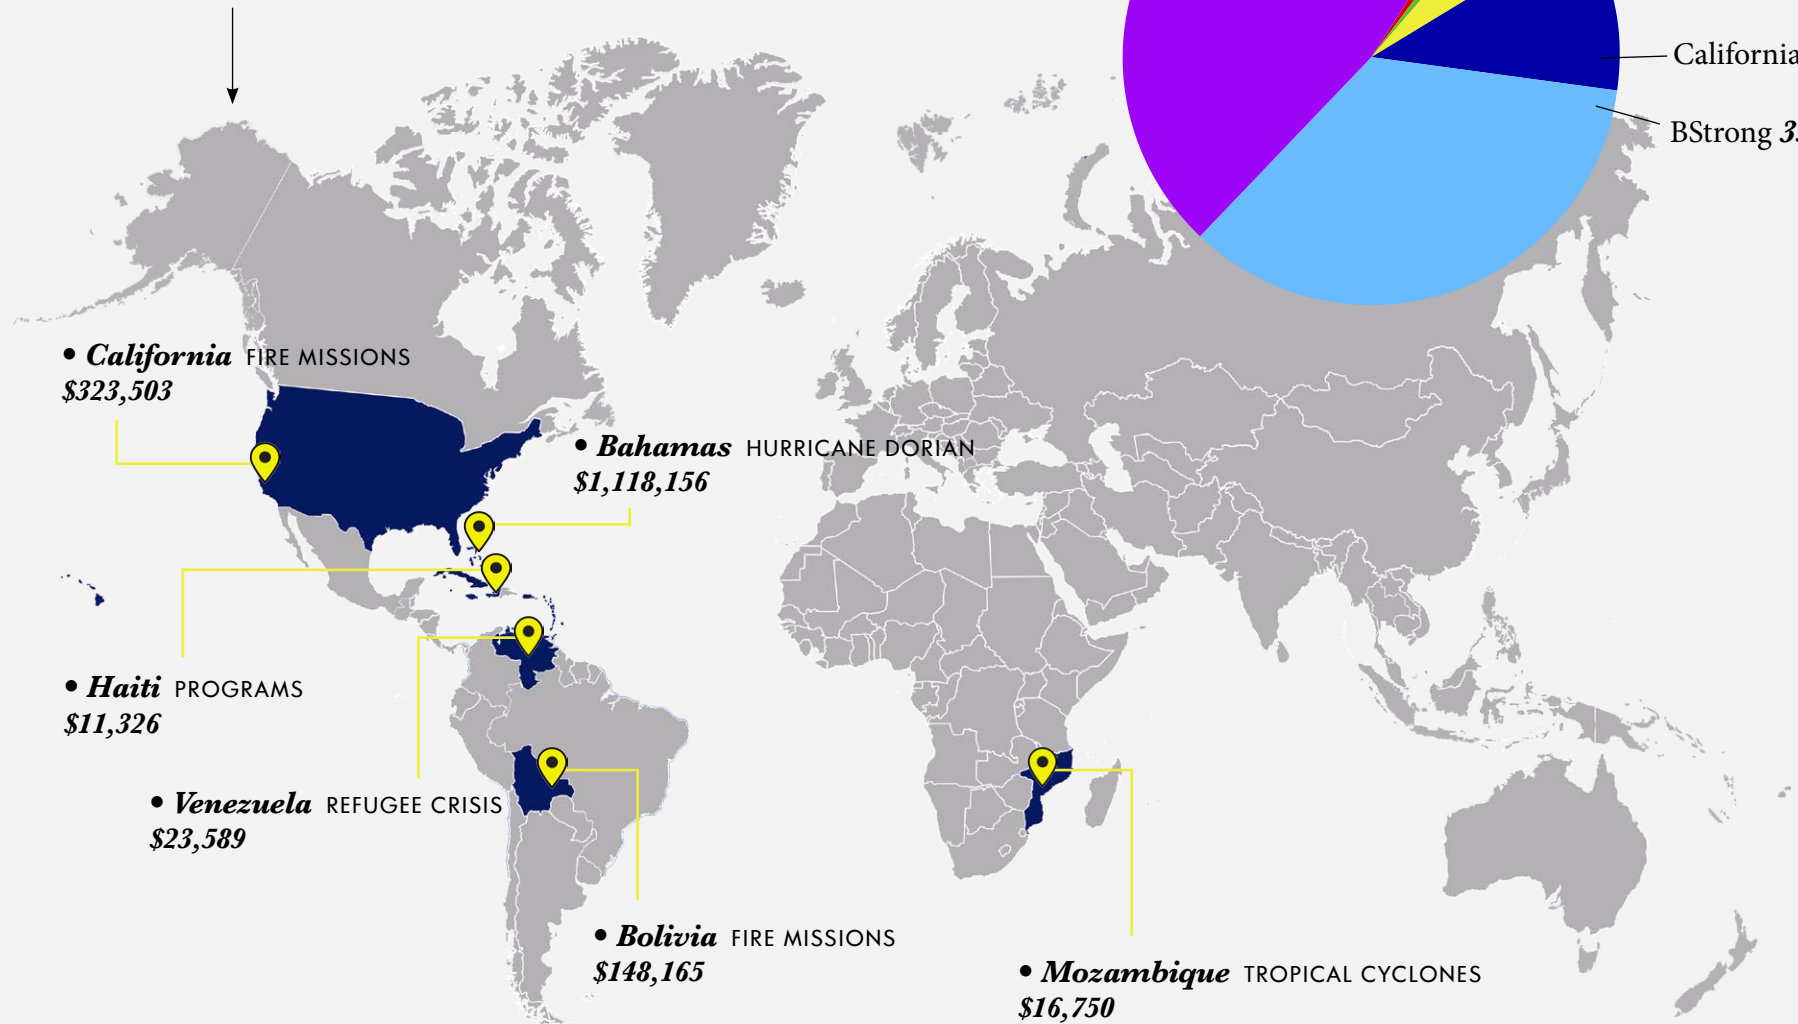 California
BStrong
• California FIRE MISSIONS
$323,503
• Bahamas HURRICANE DORIAN
$1,118,156
• Haiti PROGRAMS
$11,326
• Venezuela REFUGEE CRISIS
$23,589
• Bolivia FIRE MISSIONS
$148,165
• Mozambique TROPICAL CYCLONES
$16,750